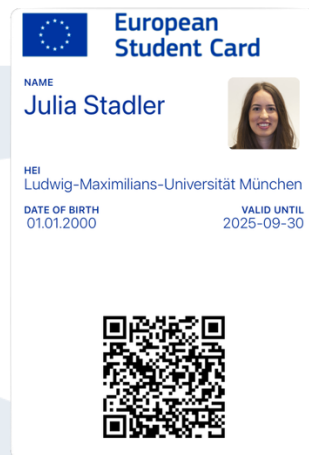 European
Student Card
NAME
Julia Stadler
HEI
Ludwig-Maximilians-Universität München
DATE OF BIRTH
VALID UNTIL
01.01.2000
2025-09-30